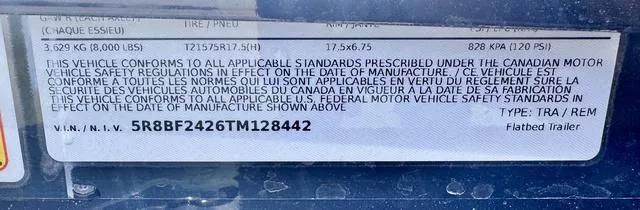 GAWR (EACH AXLE) / TIRE / PNEU RIM / JANTE
(CHAQUE ESSIEU)
3,629 KG (8,000 LBS) T21575R17.5(H) 17.5x6.75 828 KPA (120 PSI)
THIS VEHICLE CONFORMS TO ALL APPLICABLE STANDARDS PRESCRIBED UNDER THE CANADIAN MOTOR
VEHICLE SAFETY REGULATIONS IN EFFECT ON THE DATE OF MANUFACTURE. / CE VEHICULE EST
CONFORME A TOUTES LES NORMES QUI LUI SONT APPLICABLES EN VERTU DU REGLEMENT SURE LA
SECURITE DES VEHICULES AUTOMOBILES DU CANADA EN VIGUEUR A LA DATE DE SA FABRICATION
THIS VEHICLE CONFORMS TO ALL APPLICABLE U.S. FEDERAL MOTOR VEHICLE SAFETY STANDARDS IN
EFFECT ON THE DATE OF MANUFACTURE SHOWN ABOVE
TYPE: TRA / REM
V.I.N. / N. I. V. 5R8BF2426TM128442 Flatbed Trailer